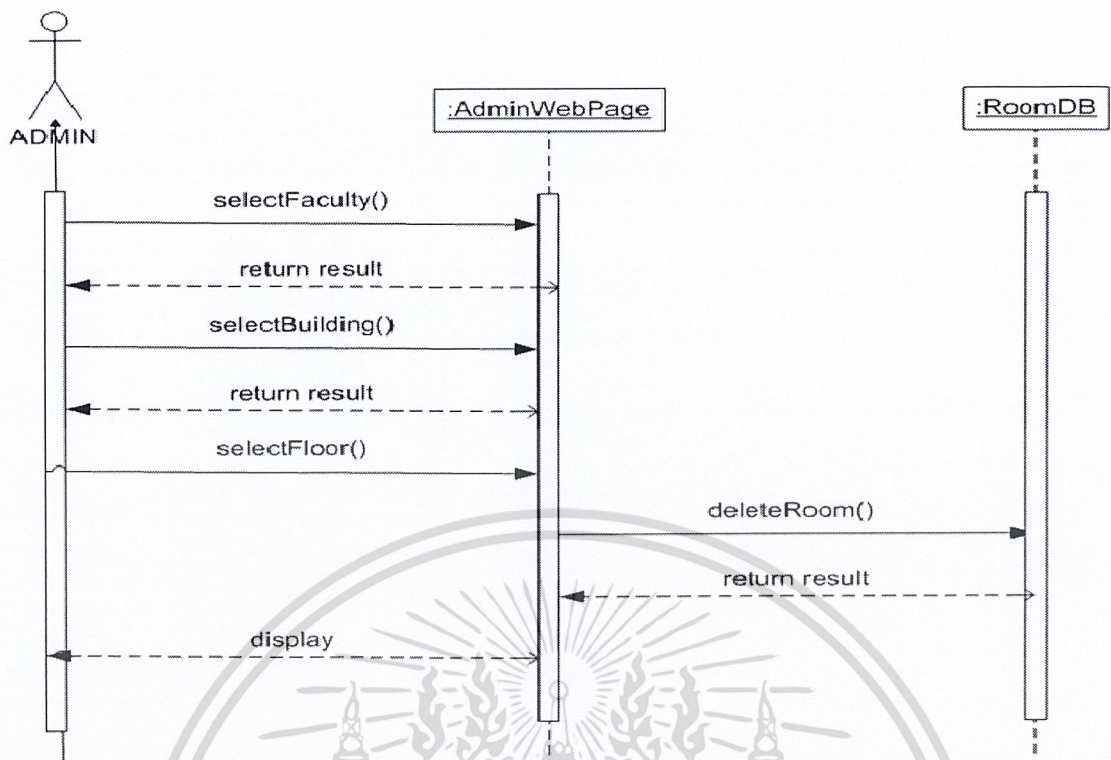 :AdminWebPage
:RoomDB
ADMIN
selectFaculty()
return result
selectBuilding()
return result
selectFloor()
deleteRoom()
return result
display